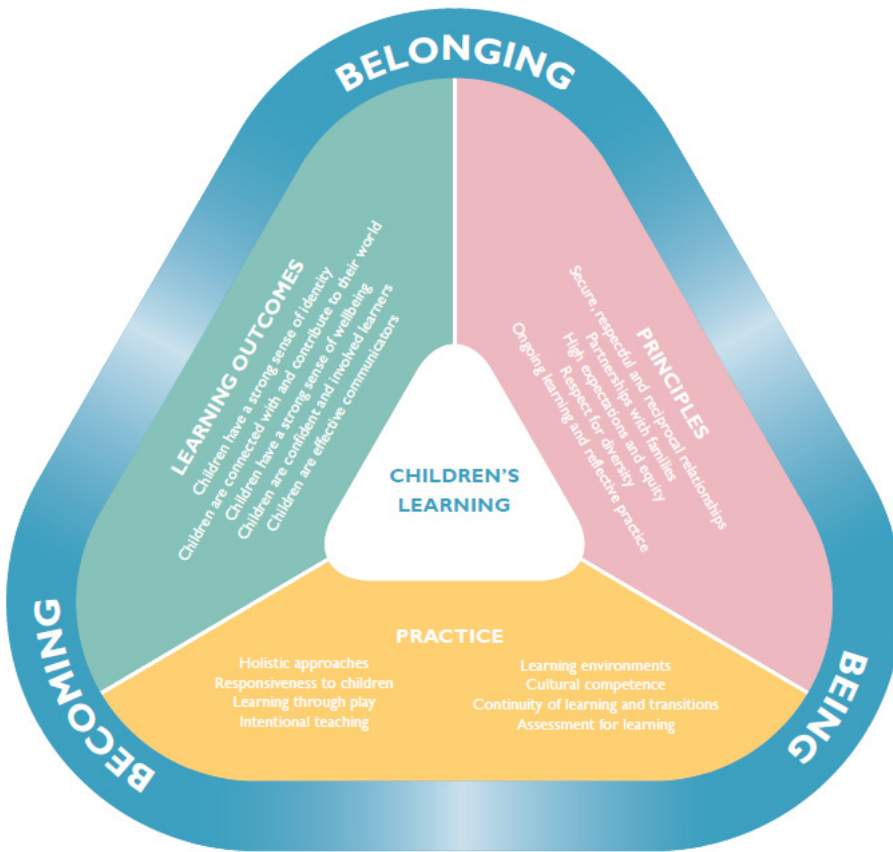 BELONGING
LEARNING OUTCOMES
Children have a strong sense of identity
Children are connected with and contribute to their world
Children have a strong sense of wellbeing
Children are confident and involved learners
Children are effective communicators
PRINCIPLES
Secure, respectful and reciprocal relationships
Partnerships with families
High expectations and equity
Respect for diversity
Ongoing learning and reflective practice
CHILDREN'S
LEARNING
PRACTICE
Holistic approaches
Responsiveness to children
Learning through play
Intentional teaching
Learning environments
Cultural competence
Continuity of learning and transitions
Assessment for learning
BECOMING
BEING